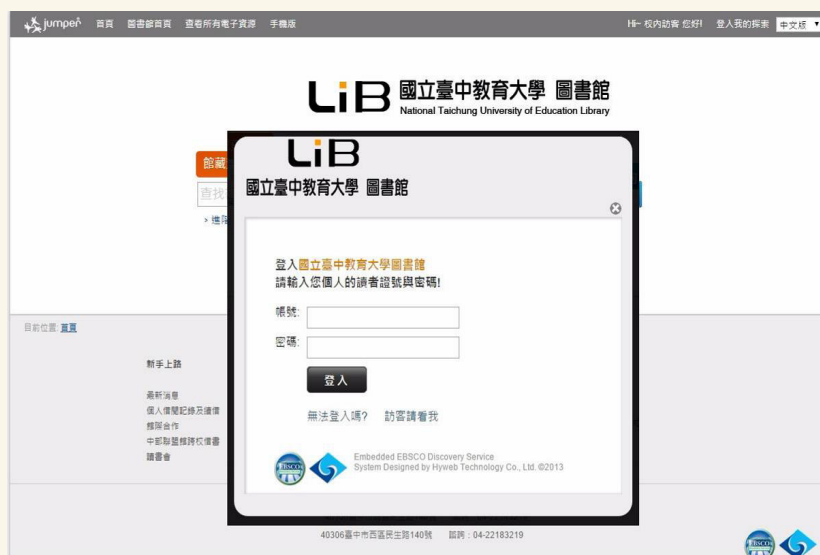 jumper 首頁 圖書館首頁 查看所有電子資源 手機版 Hi~ 校內訪客 您好! 登入我的探索 中文版
LiB 國立臺中教育大學 圖書館
National Taichung University of Education Library
館藏
查找
> 進階
LiB
國立臺中教育大學 圖書館
登入國立臺中教育大學圖書館
請輸入您個人的讀者證號與密碼!
帳號:
密碼:
登入
無法登入嗎? 訪客請看我
EBSCO
Embedded EBSCO Discovery Service
System Designed by Hyweb Technology Co., Ltd. ©2013
目前位置: 首頁
新手上路
最新消息
個人借閱記錄及續借
館際合作
中部聯盟館跨校借書
讀書會
40306臺中市西區民生路140號 總詢 : 04-22183219
EBSCO